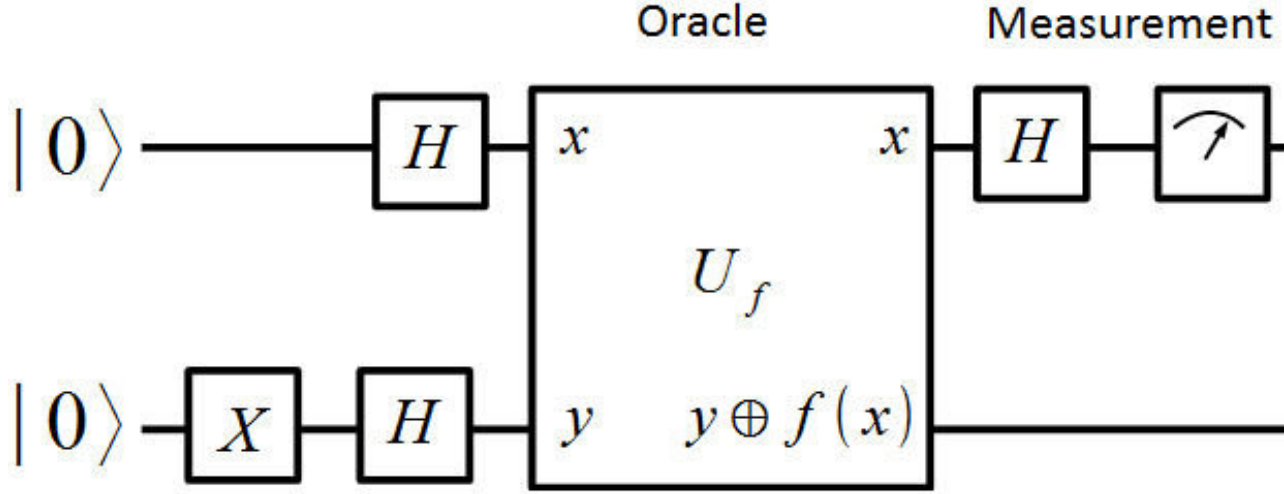 Oracle Measurement
| 0 ⟩ H x x H
U_f
| 0 ⟩ X H y y ⊕ f ( x )